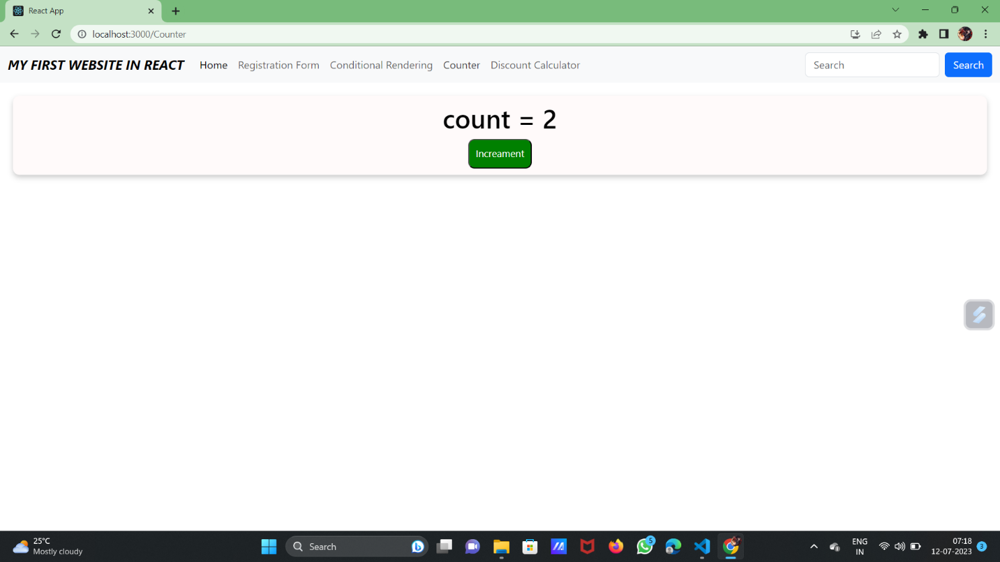 React App
localhost:3000/Counter
MY FIRST WEBSITE IN REACT Home Registration Form Conditional Rendering Counter Discount Calculator Search Search
count = 2
Increament
25°C
Mostly cloudy
Search
5
ENG
IN
07:18
12-07-2023
3